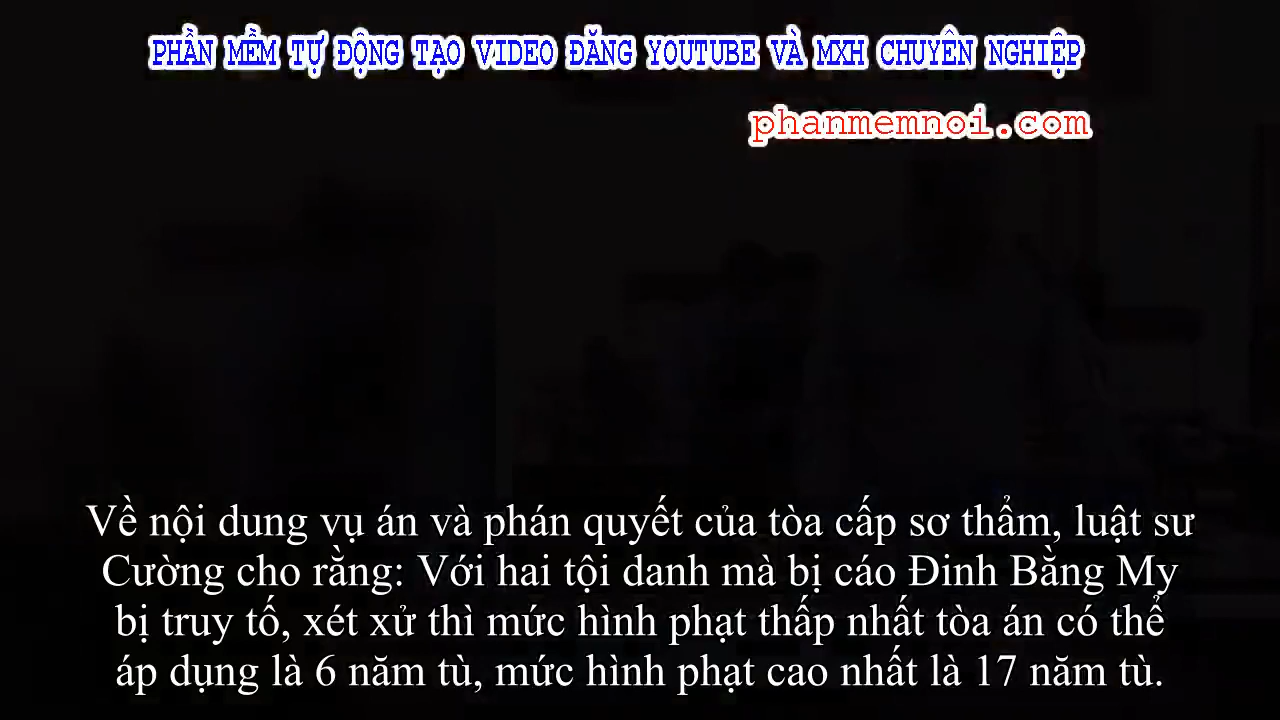 PHẦN MỀM TỰ ĐỘNG TẠO VIDEO ĐĂNG YOUTUBE VÀ MXH CHUYÊN NGHIỆP
phanmemnoi.com
Về nội dung vụ án và phán quyết của tòa cấp sơ thẩm, luật sư
Cường cho rằng: Với hai tội danh mà bị cáo Đinh Bằng My
bị truy tố, xét xử thì mức hình phạt thấp nhất tòa án có thể
áp dụng là 6 năm tù, mức hình phạt cao nhất là 17 năm tù.